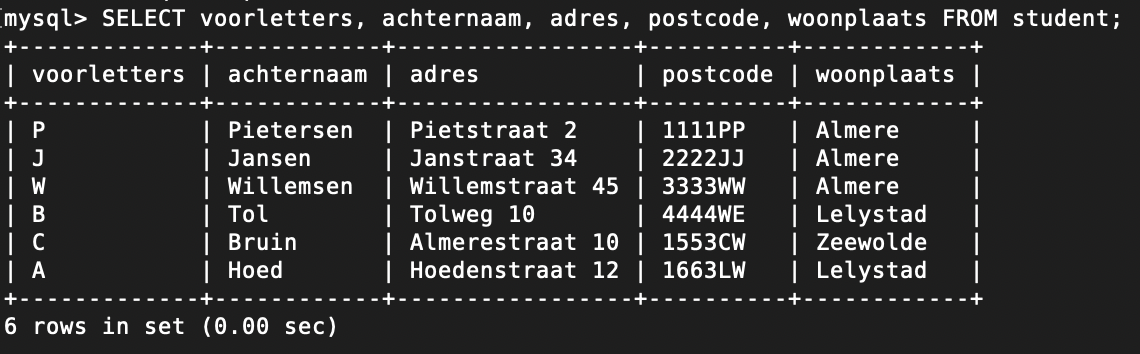 [mysql> SELECT voorletters, achternaam, adres, postcode, woonplaats FROM student;
+-------------+------------+-----------------+----------+------------+
| voorletters | achternaam | adres           | postcode | woonplaats |
+-------------+------------+-----------------+----------+------------+
| P           | Pietersen  | Pietstraat 2    | 1111PP   | Almere     |
| J           | Jansen     | Janstraat 34    | 2222JJ   | Almere     |
| W           | Willemsen  | Willemstraat 45 | 3333WW   | Almere     |
| B           | Tol        | Tolweg 10       | 4444WE   | Lelystad   |
| C           | Bruin      | Almerestraat 10 | 1553CW   | Zeewolde   |
| A           | Hoed       | Hoedenstraat 12 | 1663LW   | Lelystad   |
+-------------+------------+-----------------+----------+------------+
6 rows in set (0.00 sec)